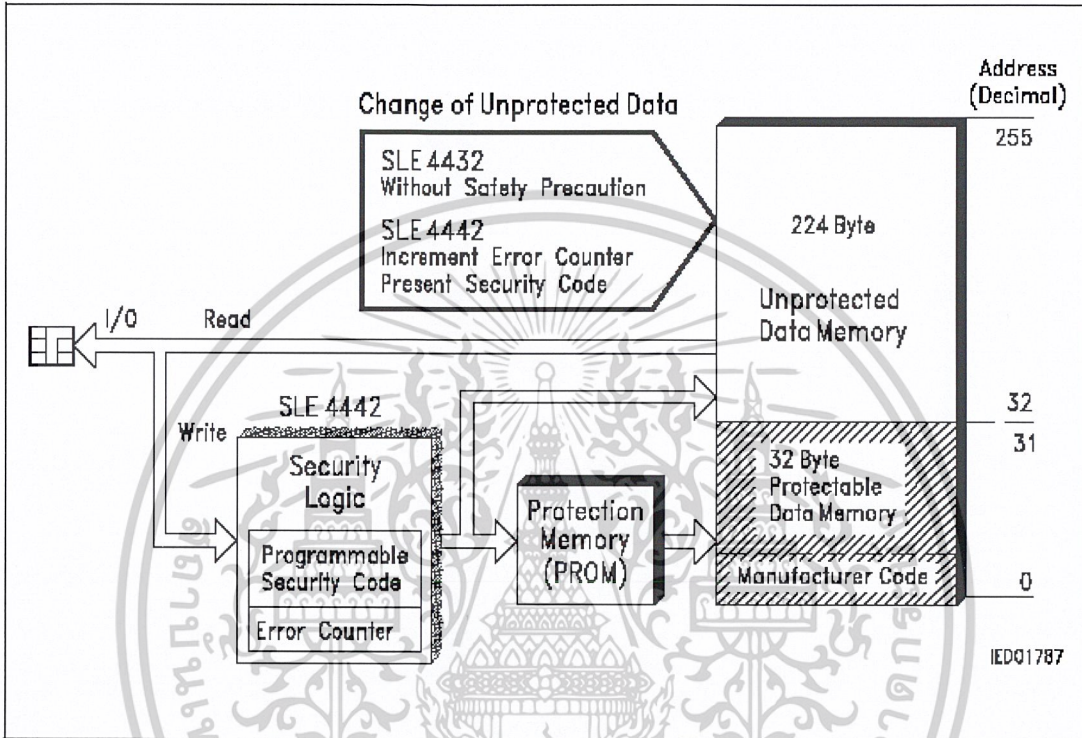 Address
(Decimal)
255
Change of Unprotected Data
SLE 4432
Without Safety Precaution
SLE 4442
Increment Error Counter
Present Security Code
224 Byte
Unprotected
Data Memory
I/O Read
Write
SLE 4442
Security
Logic
Programmable
Security Code
Error Counter
Protection
Memory
(PROM)
32
31
32 Byte
Protectable
Data Memory
Manufacturer Code
0
IED01787